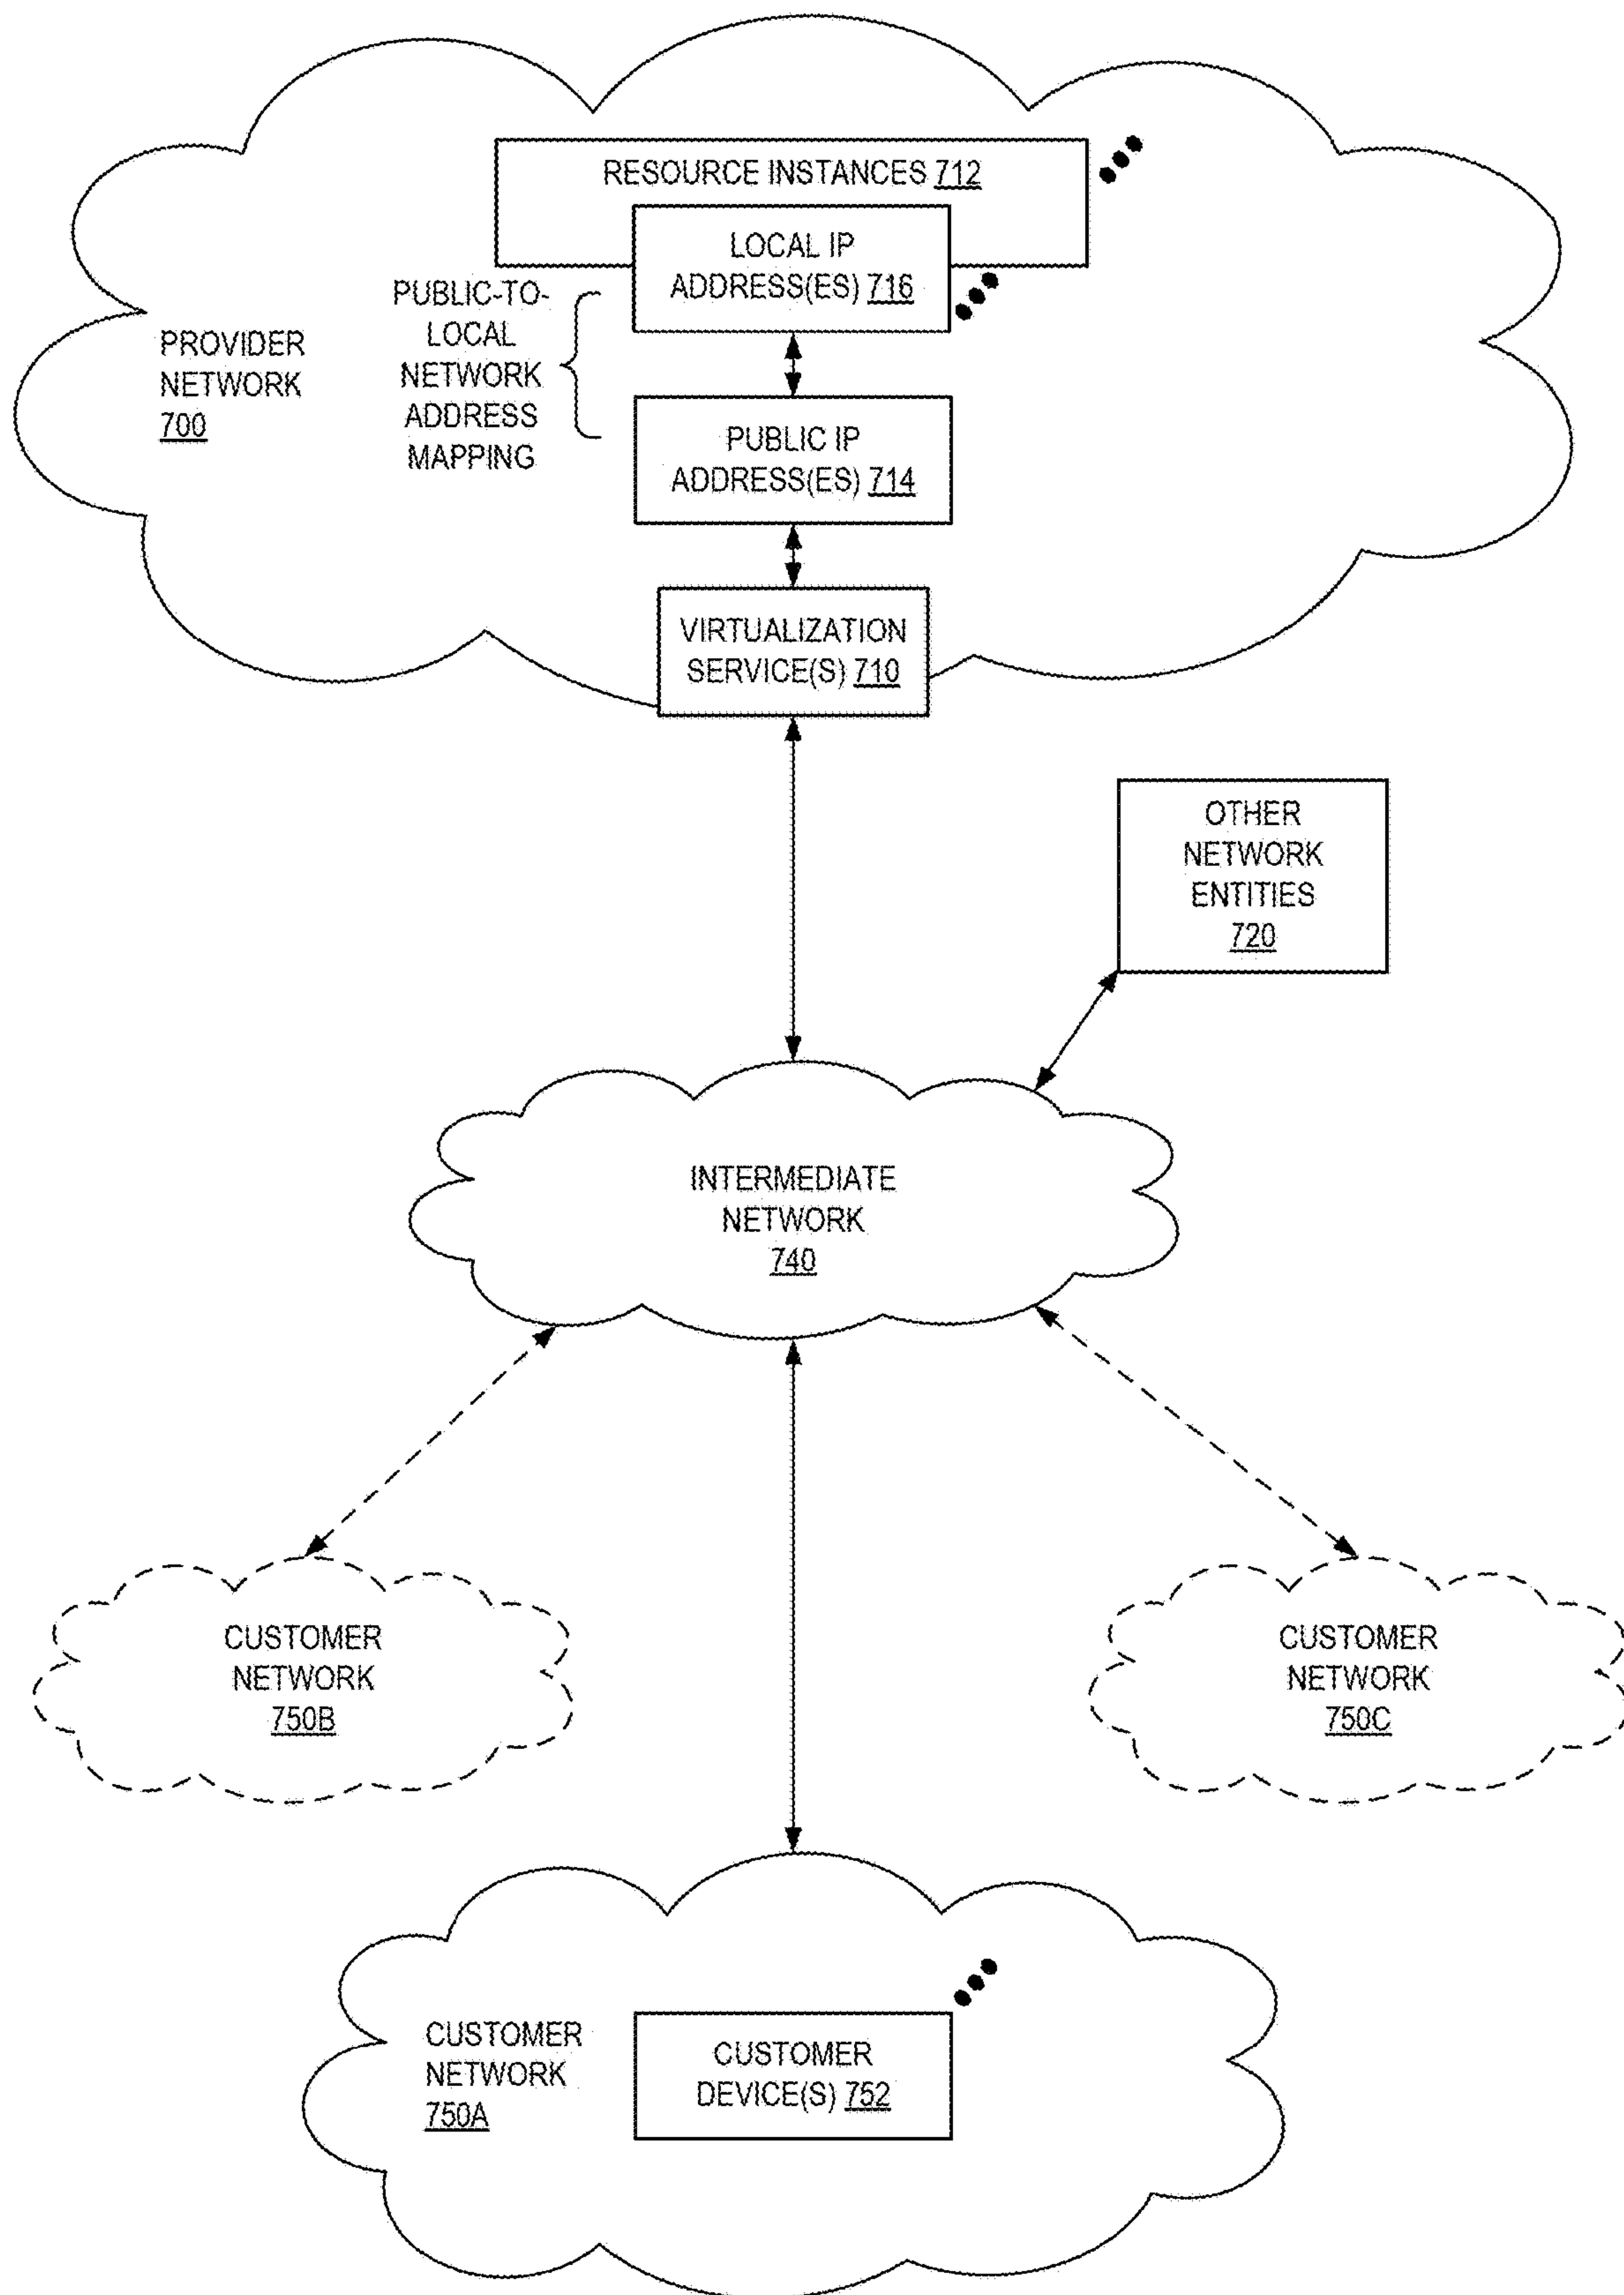 RESOURCE INSTANCES 712
LOCAL IP
ADDRESS(ES) 716
PUBLIC-TO-
LOCAL
NETWORK
ADDRESS
MAPPING
PROVIDER
NETWORK
700
PUBLIC IP
ADDRESS(ES) 714
VIRTUALIZATION
SERVICE(S) 710
OTHER
NETWORK
ENTITIES
720
INTERMEDIATE
NETWORK
740
CUSTOMER
NETWORK
750B
CUSTOMER
NETWORK
750C
CUSTOMER
NETWORK
750A
CUSTOMER
DEVICE(S) 752